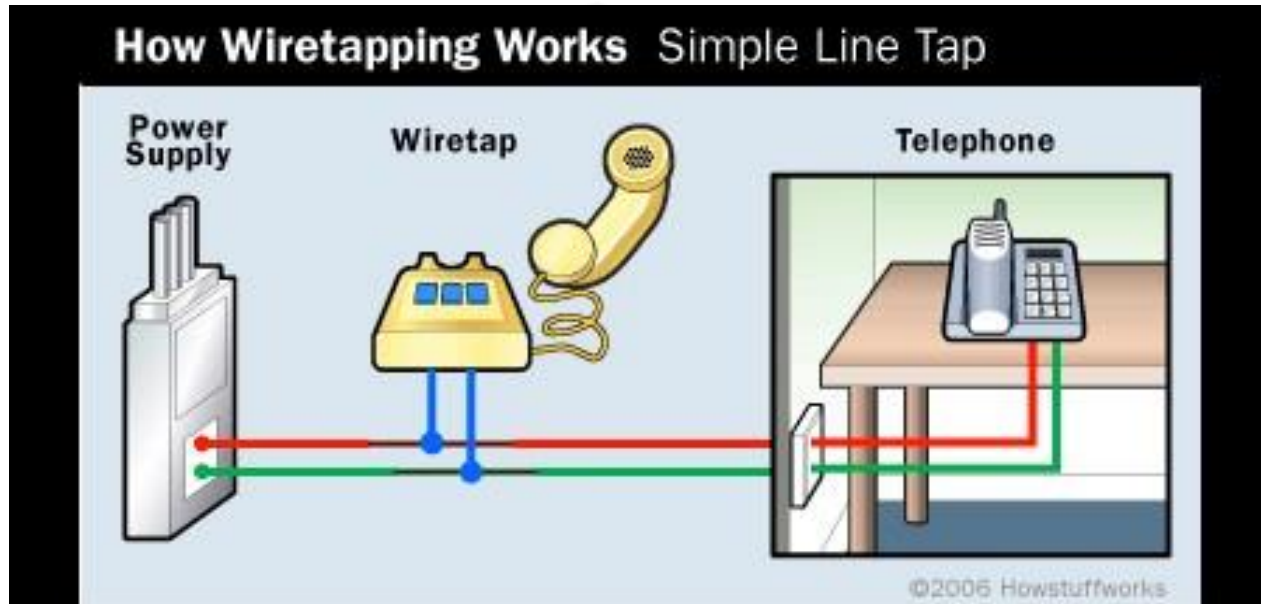 How Wiretapping Works Simple Line Tap
Power
Supply
Wiretap
Telephone
©2006 Howstuffworks